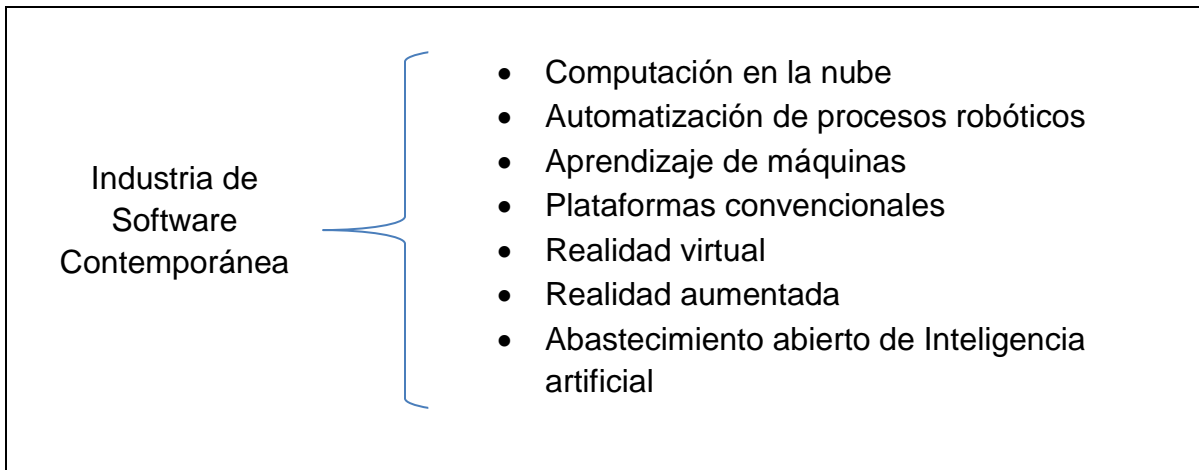 Industria de
Software
Contemporánea
• Computación en la nube
• Automatización de procesos robóticos
• Aprendizaje de máquinas
• Plataformas convencionales
• Realidad virtual
• Realidad aumentada
• Abastecimiento abierto de Inteligencia
artificial